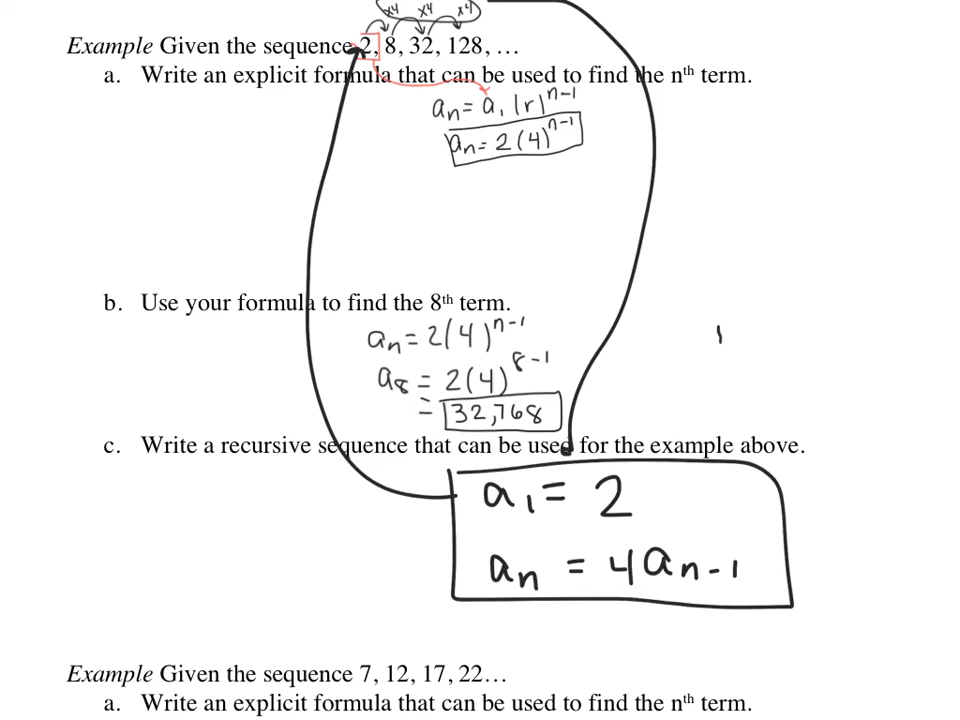 x4 x4 x4
Example Given the sequence 2, 8, 32, 128, …
a. Write an explicit formula that can be used to find the nth term.
an = a1 (r)^n-1
an = 2(4)^n-1
b. Use your formula to find the 8th term.
an = 2(4)^n-1
a8 = 2(4)^8-1
= 32,768
c. Write a recursive sequence that can be used for the example above.
a1 = 2
an = 4an-1
Example Given the sequence 7, 12, 17, 22…
a. Write an explicit formula that can be used to find the nth term.